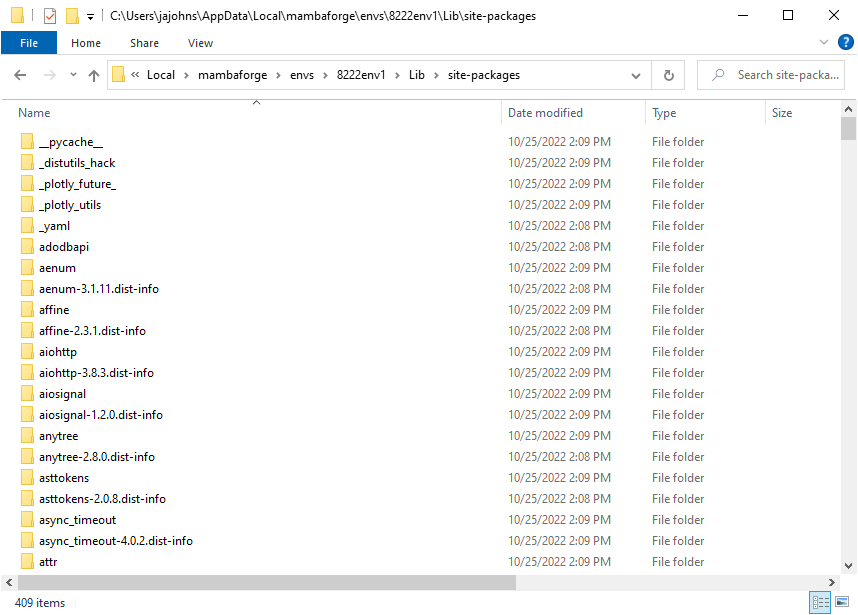 C:\Users\jajohns\AppData\Local\mambaforge\envs\8222env1\Lib\site-packages
File Home Share View
« Local > mambaforge > envs > 8222env1 > Lib > site-packages Search site-packa...
Name Date modified Type Size
__pycache__ 10/25/2022 2:09 PM File folder
_distutils_hack 10/25/2022 2:09 PM File folder
_plotly_future_ 10/25/2022 2:09 PM File folder
_plotly_utils 10/25/2022 2:09 PM File folder
_yaml 10/25/2022 2:08 PM File folder
adodbapi 10/25/2022 2:08 PM File folder
aenum 10/25/2022 2:09 PM File folder
aenum-3.1.11.dist-info 10/25/2022 2:08 PM File folder
affine 10/25/2022 2:09 PM File folder
affine-2.3.1.dist-info 10/25/2022 2:08 PM File folder
aiohttp 10/25/2022 2:09 PM File folder
aiohttp-3.8.3.dist-info 10/25/2022 2:09 PM File folder
aiosignal 10/25/2022 2:09 PM File folder
aiosignal-1.2.0.dist-info 10/25/2022 2:09 PM File folder
anytree 10/25/2022 2:09 PM File folder
anytree-2.8.0.dist-info 10/25/2022 2:08 PM File folder
asttokens 10/25/2022 2:09 PM File folder
asttokens-2.0.8.dist-info 10/25/2022 2:08 PM File folder
async_timeout 10/25/2022 2:09 PM File folder
async_timeout-4.0.2.dist-info 10/25/2022 2:09 PM File folder
attr 10/25/2022 2:09 PM File folder
409 items